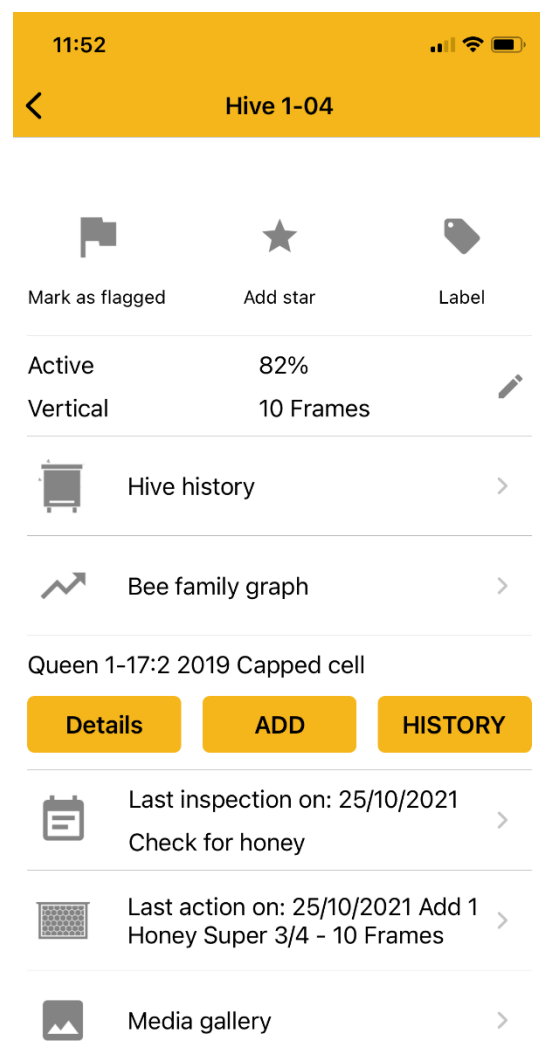 11:52
Hive 1-04
Mark as flagged
Add star
Label
Active
82%
Vertical
10 Frames
Hive history
Bee family graph
Queen 1-17:2 2019 Capped cell
Details
ADD
HISTORY
Last inspection on: 25/10/2021
Check for honey
Last action on: 25/10/2021 Add 1
Honey Super 3/4 - 10 Frames
Media gallery